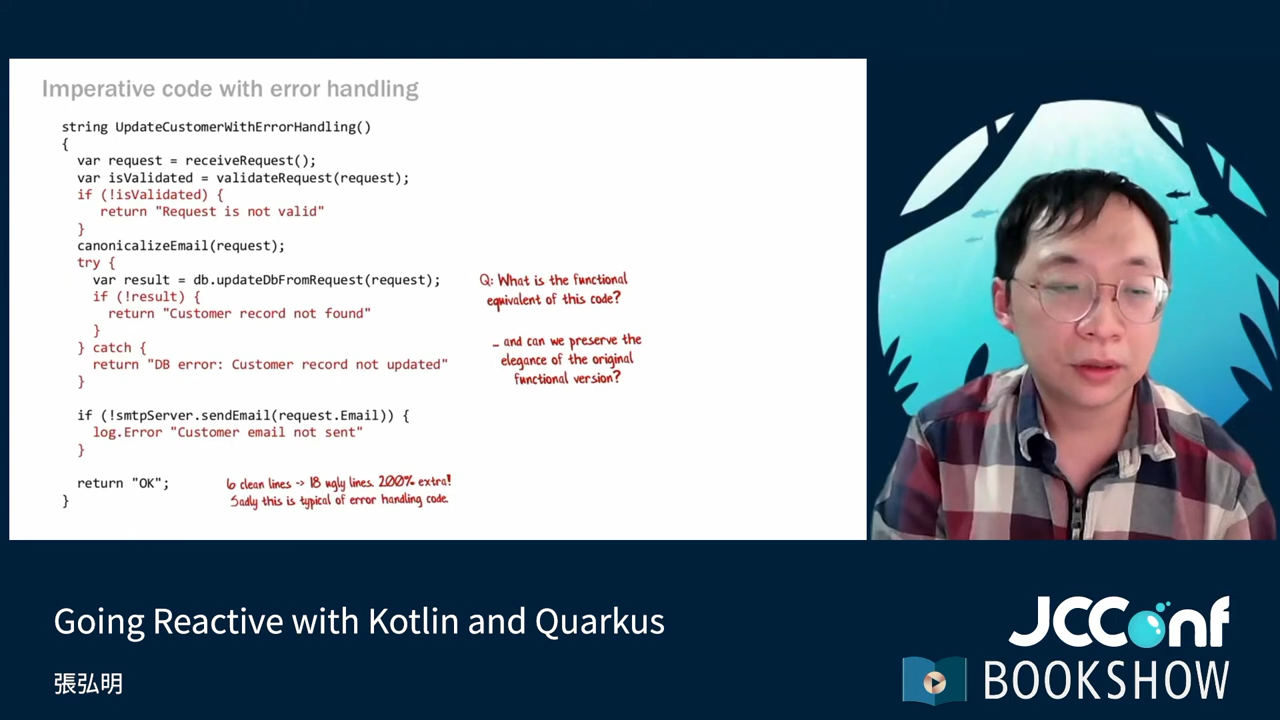 Imperative code with error handling
string UpdateCustomerWithErrorHandling()
{
var request = receiveRequest();
var isValidated = validateRequest(request);
if (!isValidated) {
return "Request is not valid"
}
canonicalizeEmail(request);
try {
var result = db.updateDbFromRequest(request);
if (!result) {
return "Customer record not found"
}
} catch {
return "DB error: Customer record not updated"
}
if (!smtpServer.sendEmail(request.Email)) {
log.Error "Customer email not sent"
}
return "OK";
}
Q: What is the functional
equivalent of this code?
… and can we preserve the
elegance of the original
functional version?
6 clean lines -> 18 ugly lines. 200% extra!
Sadly this is typical of error handling code.
Going Reactive with Kotlin and Quarkus
張弘明
JCConf
BOOKSHOW